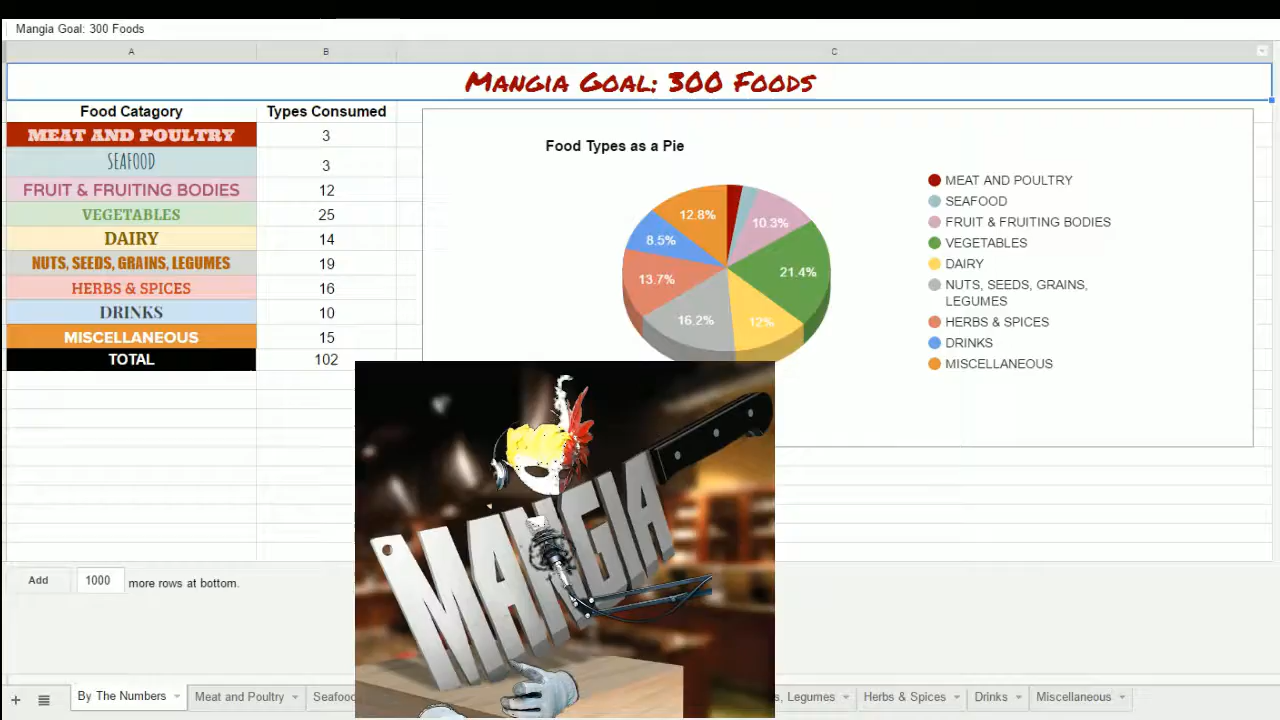 Mangia Goal: 300 Foods
A B C
Mangia Goal: 300 Foods
Food Catagory Types Consumed
MEAT AND POULTRY 3
SEAFOOD 3
FRUIT & FRUITING BODIES 12
VEGETABLES 25
DAIRY 14
NUTS, SEEDS, GRAINS, LEGUMES 19
HERBS & SPICES 16
DRINKS 10
MISCELLANEOUS 15
TOTAL 102
Food Types as a Pie
12.8%
10.3%
8.5%
21.4%
13.7%
16.2%
12%
MEAT AND POULTRY
SEAFOOD
FRUIT & FRUITING BODIES
VEGETABLES
DAIRY
NUTS, SEEDS, GRAINS,
LEGUMES
HERBS & SPICES
DRINKS
MISCELLANEOUS
MANGIA
Add 1000 more rows at bottom.
By The Numbers Meat and Poultry Seafood s, Legumes Herbs & Spices Drinks Miscellaneous